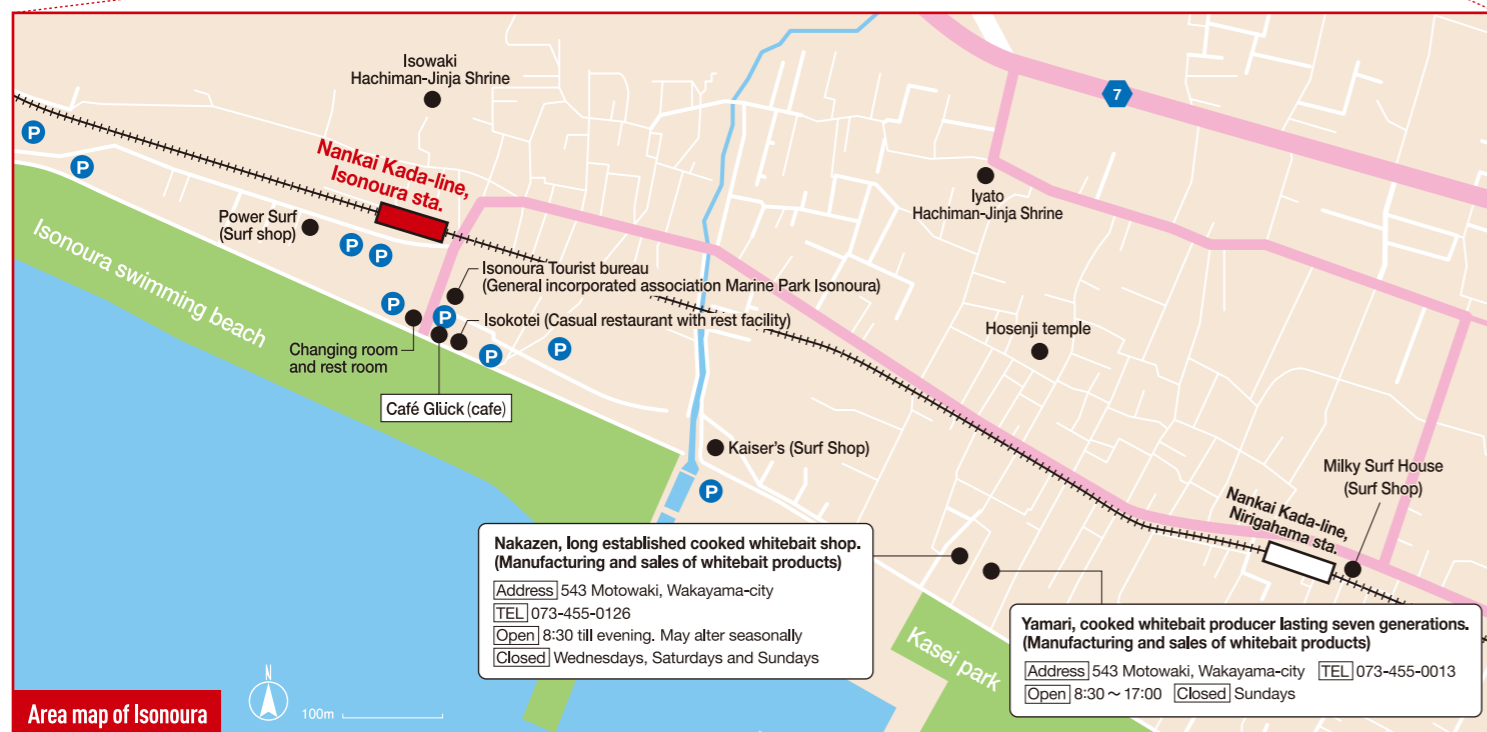 Isowaki
Hachiman-Jinja Shrine
7
P
P
Nankai Kada-line,
Isonoura sta.
Iyato
Hachiman-Jinja Shrine
Power Surf
(Surf shop)
P
P
Isonoura swimming beach
Isonoura Tourist bureau
(General incorporated association Marine Park Isonoura)
P
P
Isokotei (Casual restaurant with rest facility)
Hosenji temple
Changing room
and rest room
P
P
Café Glück (cafe)
Kaiser's (Surf Shop)
P
Milky Surf House
(Surf Shop)
Nankai Kada-line,
Nirigahama sta.
Nakazen, long established cooked whitebait shop.
(Manufacturing and sales of whitebait products)
Address 543 Motowaki, Wakayama-city
TEL 073-455-0126
Open 8:30 till evening. May alter seasonally
Closed Wednesdays, Saturdays and Sundays
Yamari, cooked whitebait producer lasting seven generations.
(Manufacturing and sales of whitebait products)
Address 543 Motowaki, Wakayama-city TEL 073-455-0013
Open 8:30～17:00 Closed Sundays
Kasei park
Area map of Isonoura
N
100m